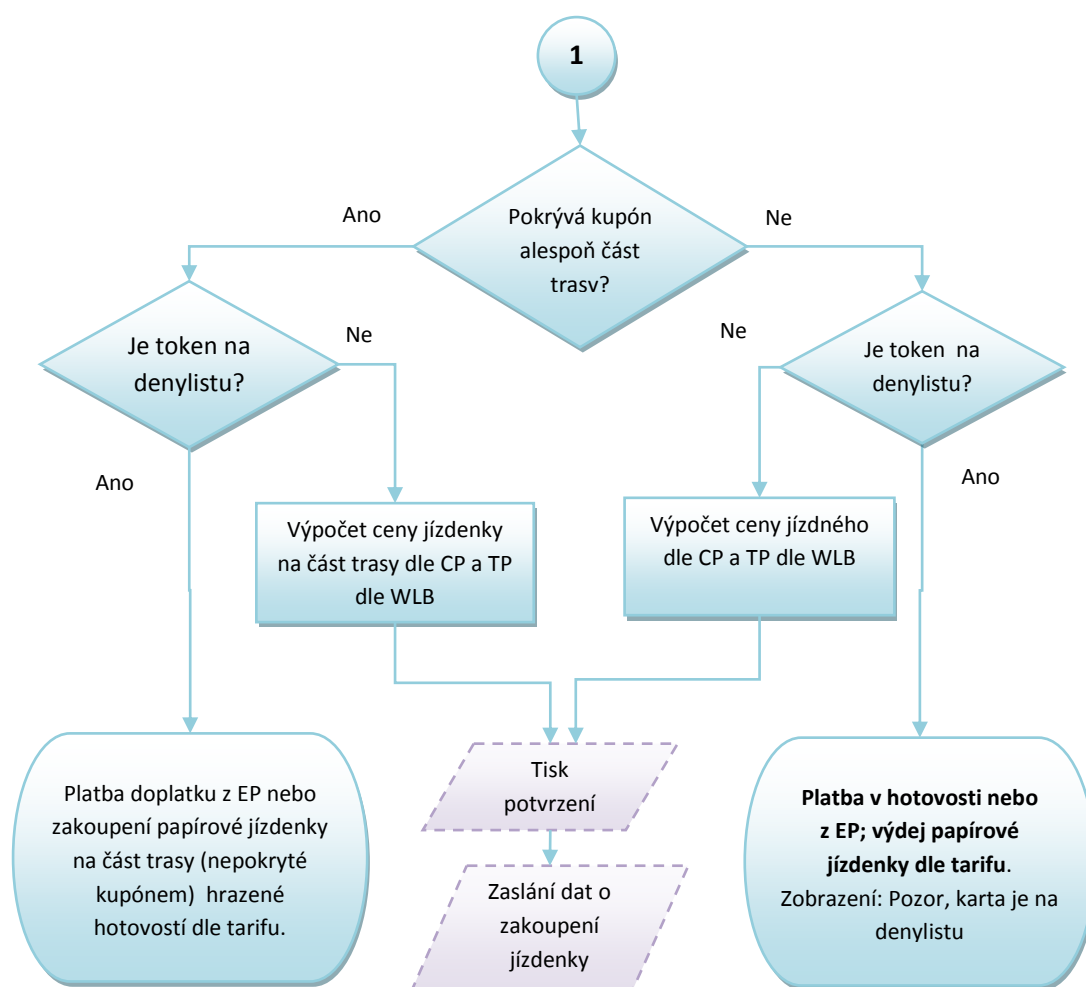 1
Pokrývá kupón
alespoň část
trasv?
Ano
Ne
Je token na
denylistu?
Ne
Ano
Ne
Je token na
denylistu?
Ano
Výpočet ceny jízdenky
na část trasy dle CP a TP
dle WLB
Výpočet ceny jízdného
dle CP a TP dle WLB
Platba doplatku z EP nebo
zakoupení papírové jízdenky
na část trasy (nepokryté
kupónem) hrazené
hotovostí dle tarifu.
Tisk
potvrzení
Zaslání dat o
zakoupení
jízdenky
Platba v hotovosti nebo
z EP; výdej papírové
jízdenky dle tarifu.
Zobrazení: Pozor, karta je na
denylistu